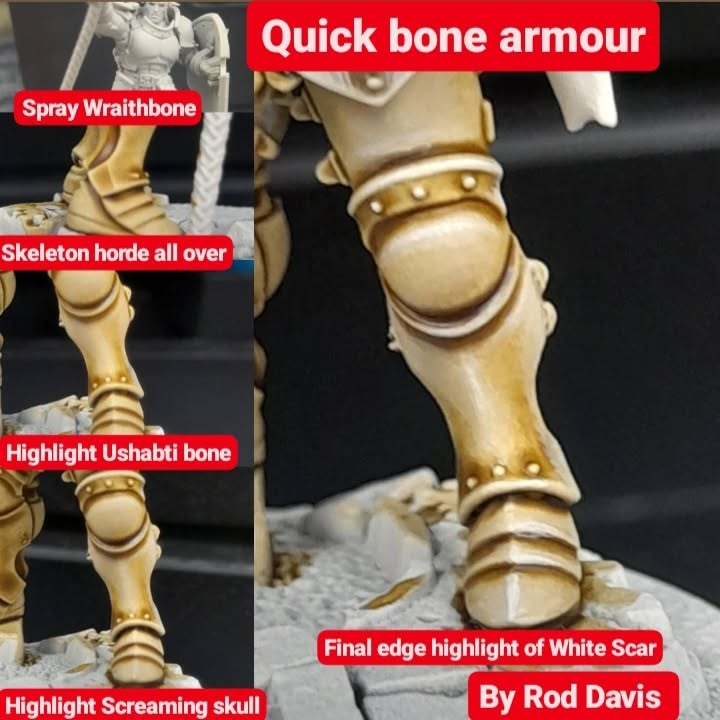 Quick bone armour
Spray Wraithbone
Skeleton horde all over
Highlight Ushabti bone
Highlight Screaming skull
Final edge highlight of White Scar
By Rod Davis